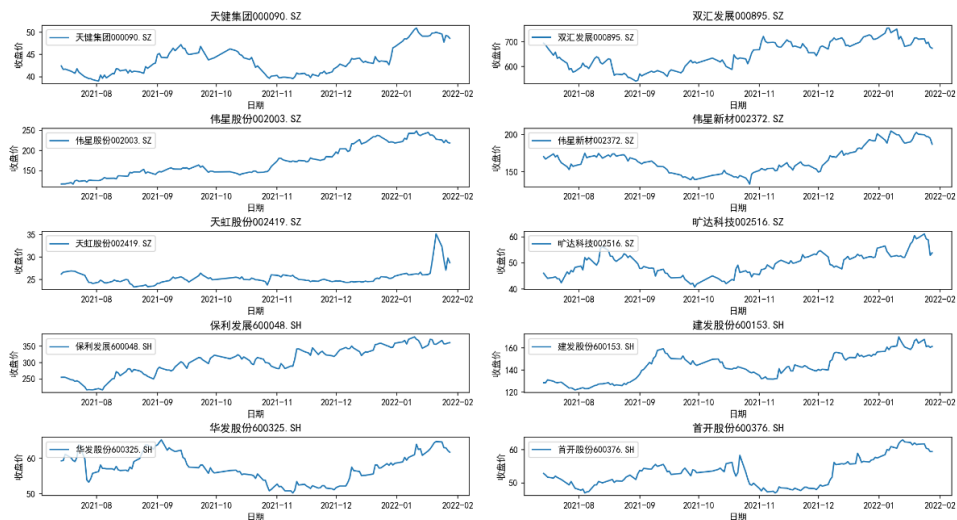 天健集团000090.SZ
天健集团000090.SZ
收盘价
50
45
40
2021-08
2021-09
2021-10
2021-11
2021-12
2022-01
2022-02
日期
双汇发展000895.SZ
双汇发展000895.SZ
收盘价
700
600
2021-08
2021-09
2021-10
2021-11
2021-12
2022-01
2022-02
日期
伟星股份002003.SZ
伟星股份002003.SZ
收盘价
250
200
150
2021-08
2021-09
2021-10
2021-11
2021-12
2022-01
2022-02
日期
伟星新材002372.SZ
伟星新材002372.SZ
收盘价
200
150
2021-08
2021-09
2021-10
2021-11
2021-12
2022-01
2022-02
日期
天虹股份002419.SZ
天虹股份002419.SZ
收盘价
35
30
25
2021-08
2021-09
2021-10
2021-11
2021-12
2022-01
2022-02
日期
旷达科技002516.SZ
旷达科技002516.SZ
收盘价
60
50
40
2021-08
2021-09
2021-10
2021-11
2021-12
2022-01
2022-02
日期
保利发展600048.SH
保利发展600048.SH
收盘价
350
300
250
2021-08
2021-09
2021-10
2021-11
2021-12
2022-01
2022-02
日期
建发股份600153.SH
建发股份600153.SH
收盘价
160
140
120
2021-08
2021-09
2021-10
2021-11
2021-12
2022-01
2022-02
日期
华发股份600325.SH
华发股份600325.SH
收盘价
60
50
2021-08
2021-09
2021-10
2021-11
2021-12
2022-01
2022-02
日期
首开股份600376.SH
首开股份600376.SH
收盘价
60
50
2021-08
2021-09
2021-10
2021-11
2021-12
2022-01
2022-02
日期